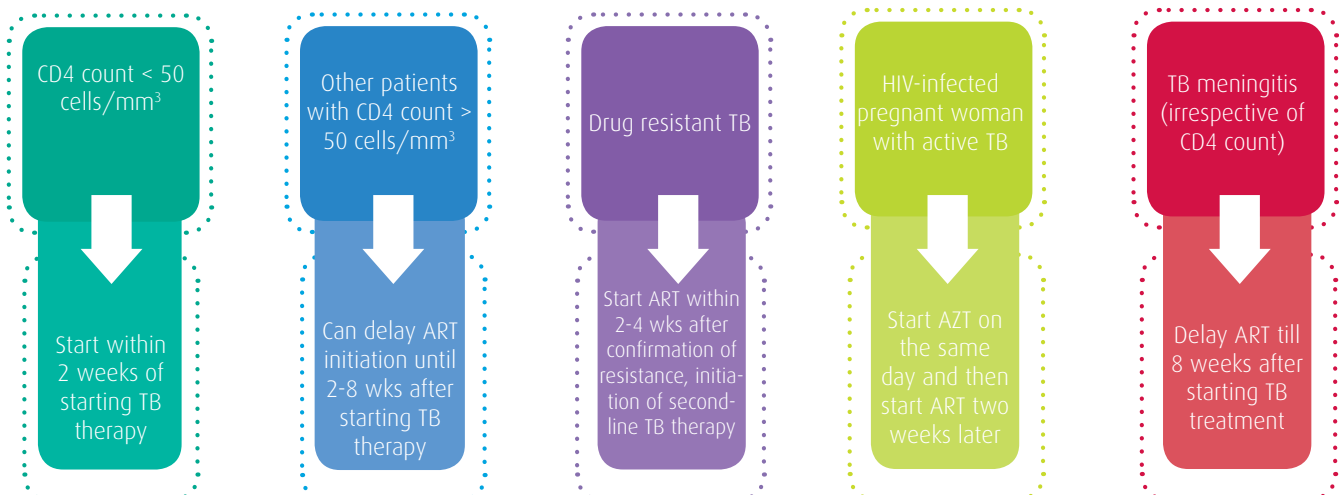 CD4 count < 50
cells/mm³
Start within
2 weeks of
starting TB
therapy
Other patients
with CD4 count >
50 cells/mm³
Can delay ART
initiation until
2-8 wks after
starting TB
therapy
Drug resistant TB
Start ART within
2-4 wks after
confirmation of
resistance, initia-
tion of second-
line TB therapy
HIV-infected
pregnant woman
with active TB
Start AZT on
the same
day and then
start ART two
weeks later
TB meningitis
(irrespective of
CD4 count)
Delay ART till
8 weeks after
starting TB
treatment